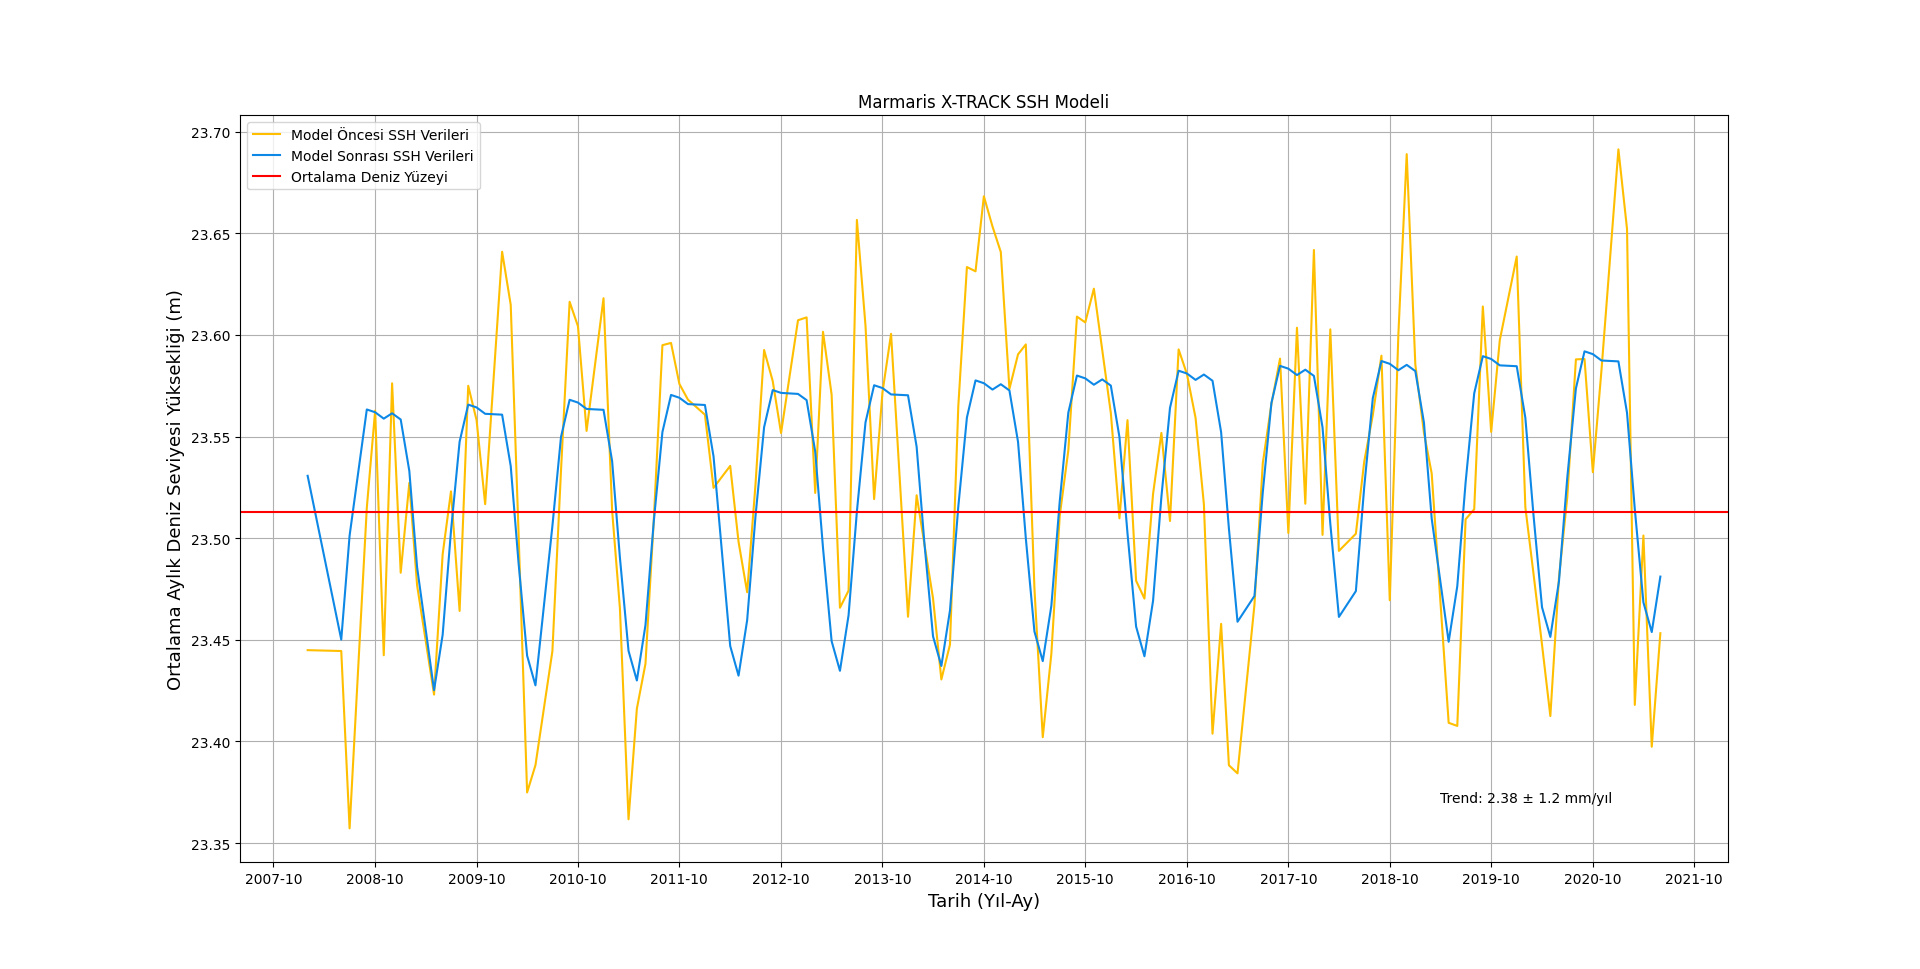 Marmaris X-TRACK SSH Modeli
Model Öncesi SSH Verileri
Model Sonrası SSH Verileri
Ortalama Deniz Yüzeyi
Ortalama Aylık Deniz Seviyesi Yüksekliği (m)
23.70
23.65
23.60
23.55
23.50
23.45
23.40
23.35
Trend: 2.38 ± 1.2 mm/yıl
2007-10 2008-10 2009-10 2010-10 2011-10 2012-10 2013-10 2014-10 2015-10 2016-10 2017-10 2018-10 2019-10 2020-10 2021-10
Tarih (Yıl-Ay)